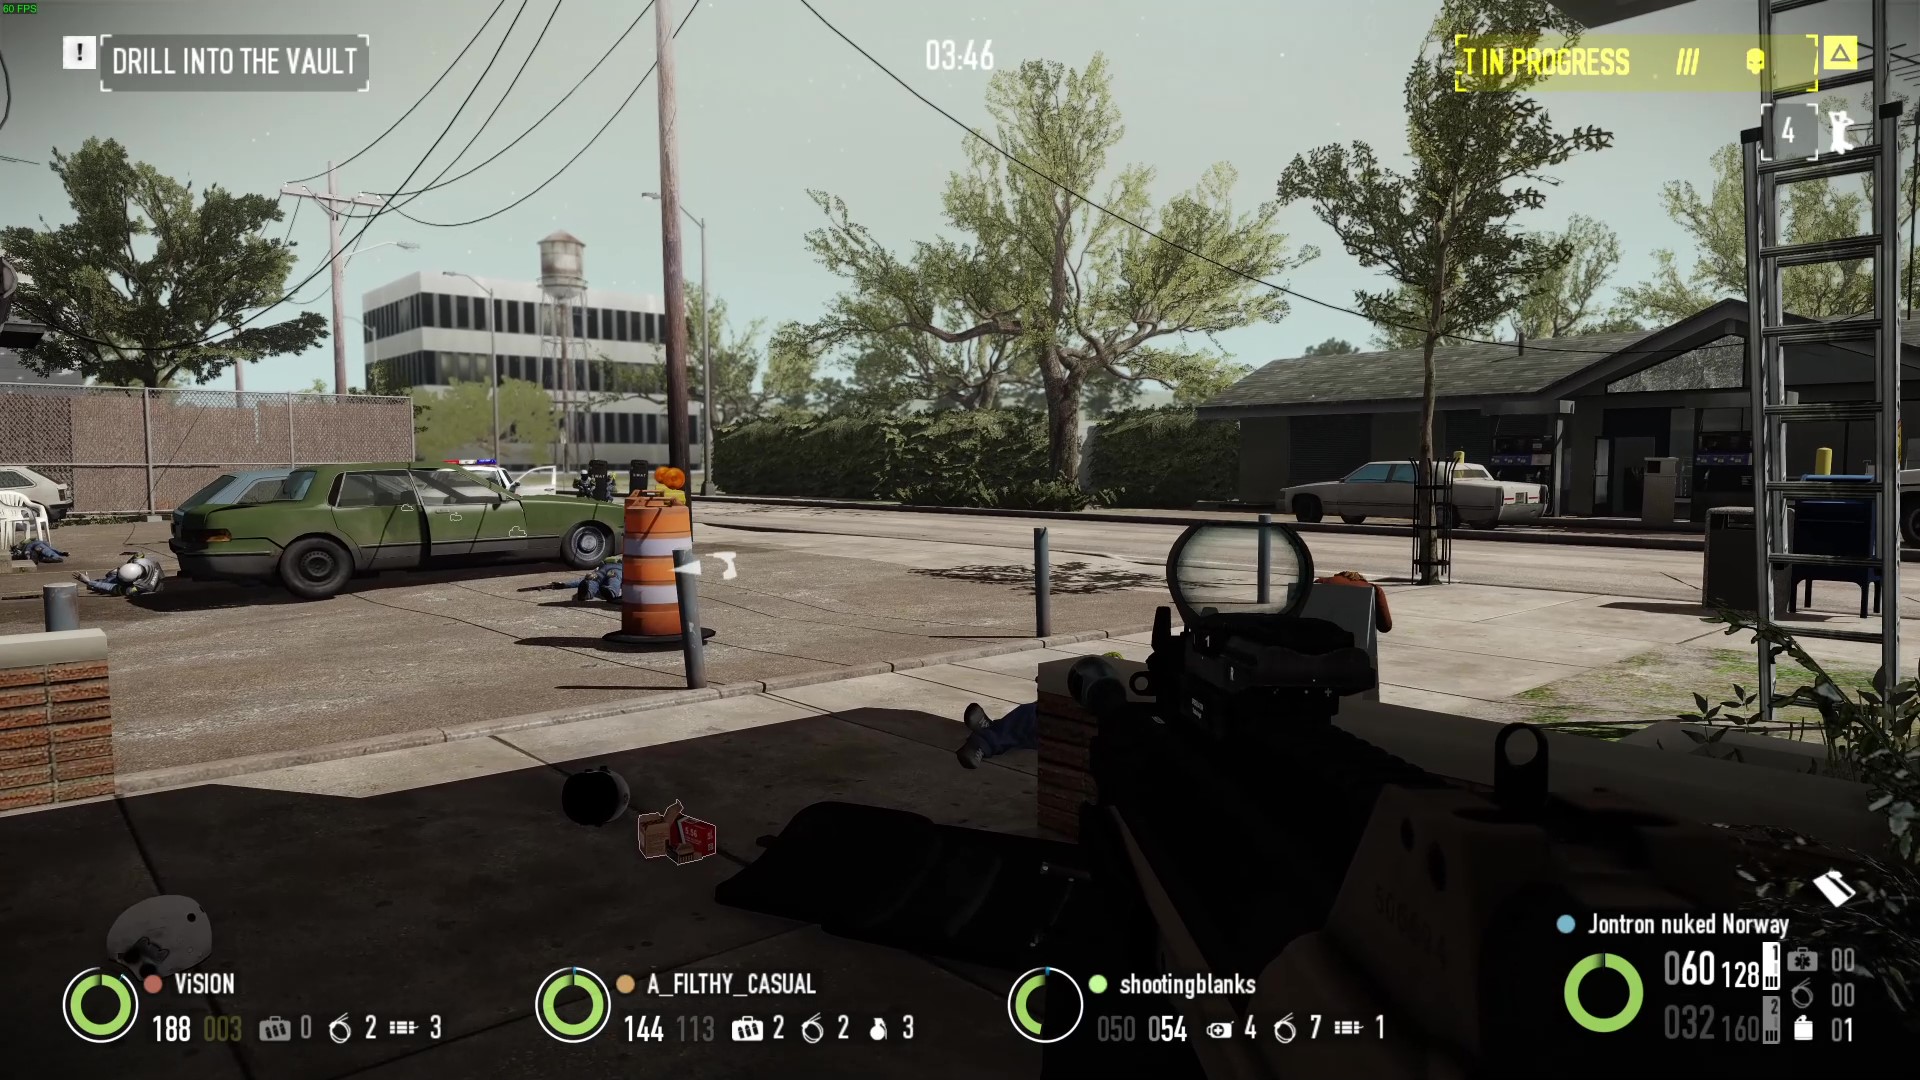 60 FPS
! DRILL INTO THE VAULT
03:46
T IN PROGRESS ///
4
Jontron nuked Norway
060 128 1 00
00
032 160 2 01
ViSION
188 003 0 2 3
A_FILTHY_CASUAL
144 113 2 2 3
shootingblanks
050 054 4 7 1